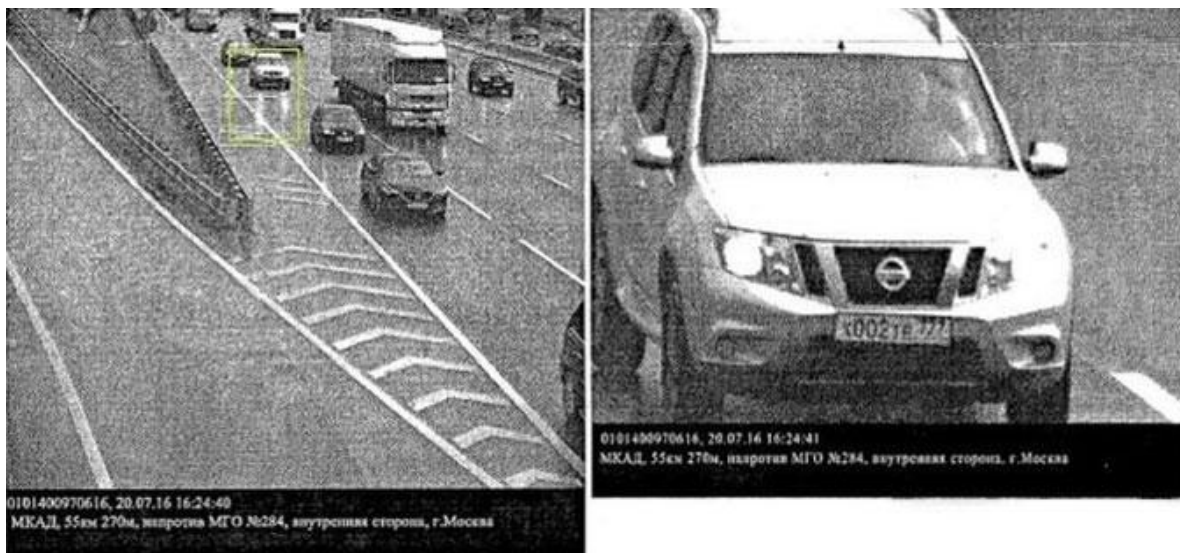 0101400970616, 20.07.16 16:24:40
МКАД, 55км 270м, напротив МГО №284, внутренняя сторона, г.Москва
х002те 777
0101400970616, 20.07.16 16:24:41
МКАД, 55км 270м, напротив МГО №284, внутренняя сторона, г.Москва